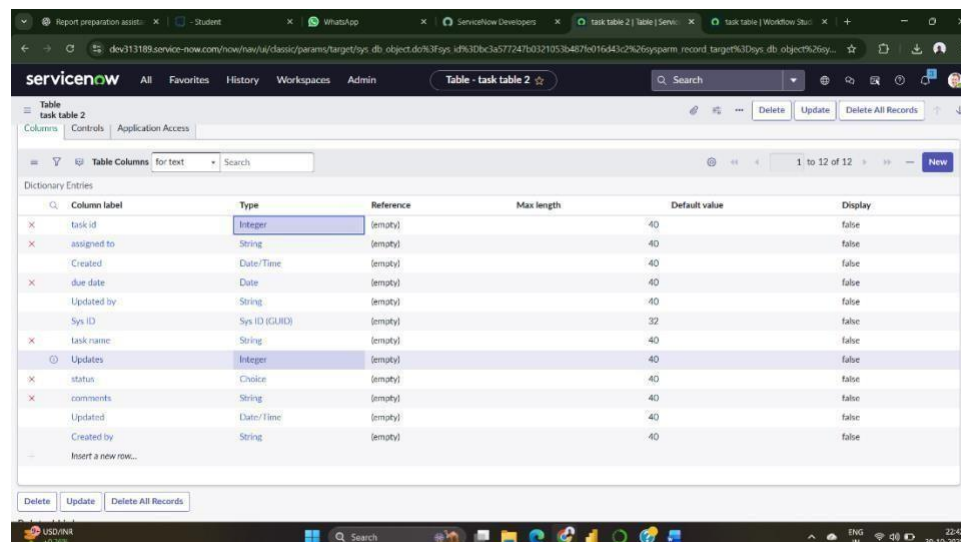 Report preparation assista - Student WhatsApp ServiceNow Developers task table 2 | Table | Servic task table | Workflow Stud
dev313189.service-now.com/now/nav/ui/classic/params/target/sys_db_object.do%3Fsys_id%3Dbc3a577247b0321053b487fe016d43c2%26sysparm_record_target%3Dsys_db_object%26sy...
servicenow All Favorites History Workspaces Admin Table - task table 2 Search
Table
task table 2
Delete Update Delete All Records
Columns Controls Application Access
Table Columns for text Search 1 to 12 of 12 New
Dictionary Entries
Column label Type Reference Max length Default value Display
task id Integer (empty) 40 false
assigned to String (empty) 40 false
Created Date/Time (empty) 40 false
due date Date (empty) 40 false
Updated by String (empty) 40 false
Sys ID Sys ID (GUID) (empty) 32 false
task name String (empty) 40 false
Updates Integer (empty) 40 false
status Choice (empty) 40 false
comments String (empty) 40 false
Updated Date/Time (empty) 40 false
Created by String (empty) 40 false
Insert a new row...
Delete Update Delete All Records
USD/INR
Search
ENG
IN